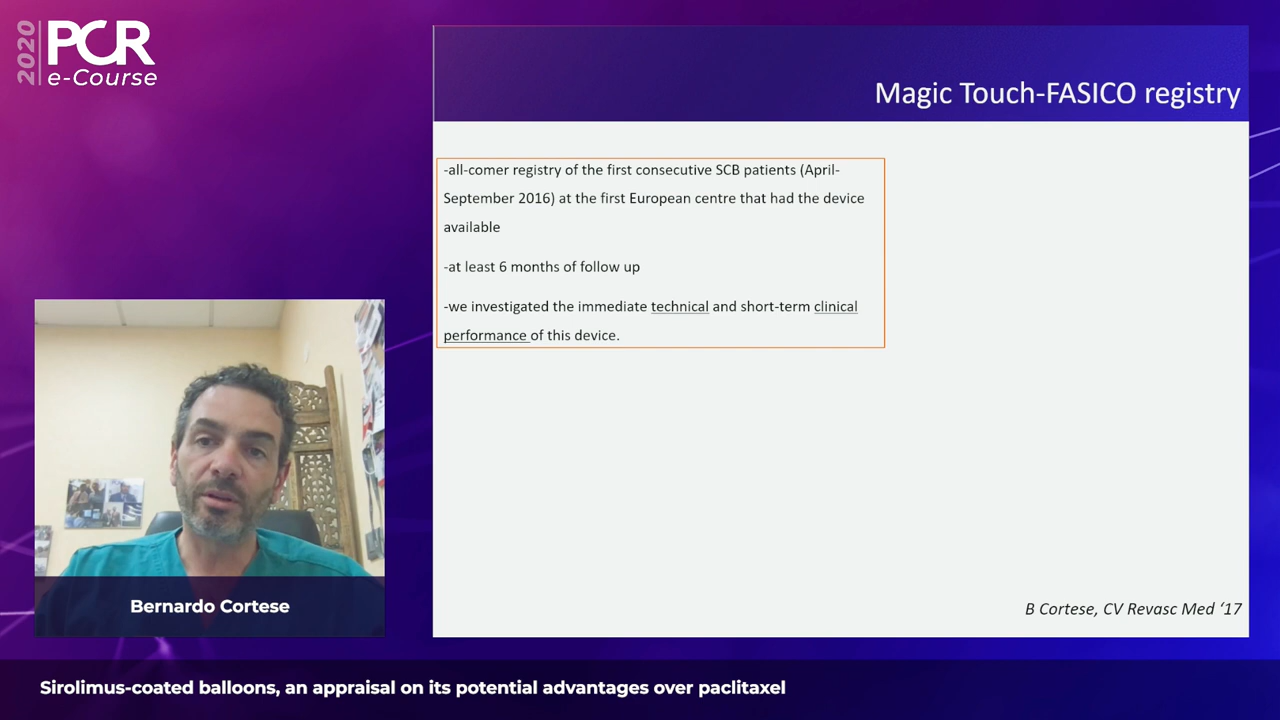 2020
PCR
e-Course
Magic Touch-FASICO registry
-all-comer registry of the first consecutive SCB patients (April-
September 2016) at the first European centre that had the device
available
-at least 6 months of follow up
-we investigated the immediate technical and short-term clinical
performance of this device.
B Cortese, CV Revasc Med ‘17
Bernardo Cortese
Sirolimus-coated balloons, an appraisal on its potential advantages over paclitaxel